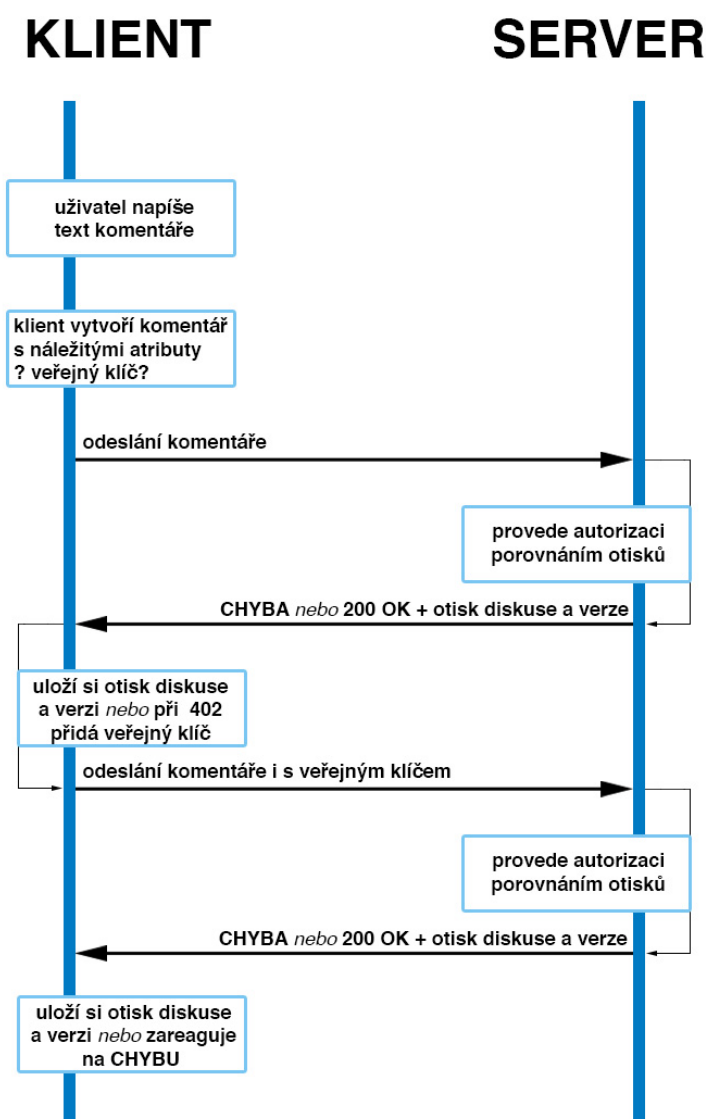 KLIENT
SERVER
uživatel napíše
text komentáře
klient vytvoří komentář
s náležitými atributy
? veřejný klíč?
odeslání komentáře
provede autorizaci
porovnáním otisků
CHYBA nebo 200 OK + otisk diskuse a verze
uloží si otisk diskuse
a verzi nebo při 402
přidá veřejný klíč
odeslání komentáře i s veřejným klíčem
provede autorizaci
porovnáním otisků
CHYBA nebo 200 OK + otisk diskuse a verze
uloží si otisk diskuse
a verzi nebo zareaguje
na CHYBU